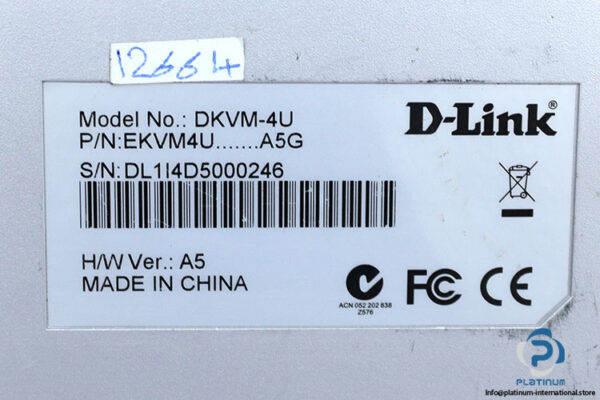 12664
Model No.: DKVM-4U
D-Link®
P/N:EKVM4U.......A5G
S/N:DL1I4D5000246
H/W Ver.: A5
MADE IN CHINA
ACN 052 202 838
Z576
FC CE
PLATINUM
Info@platinum-international.store